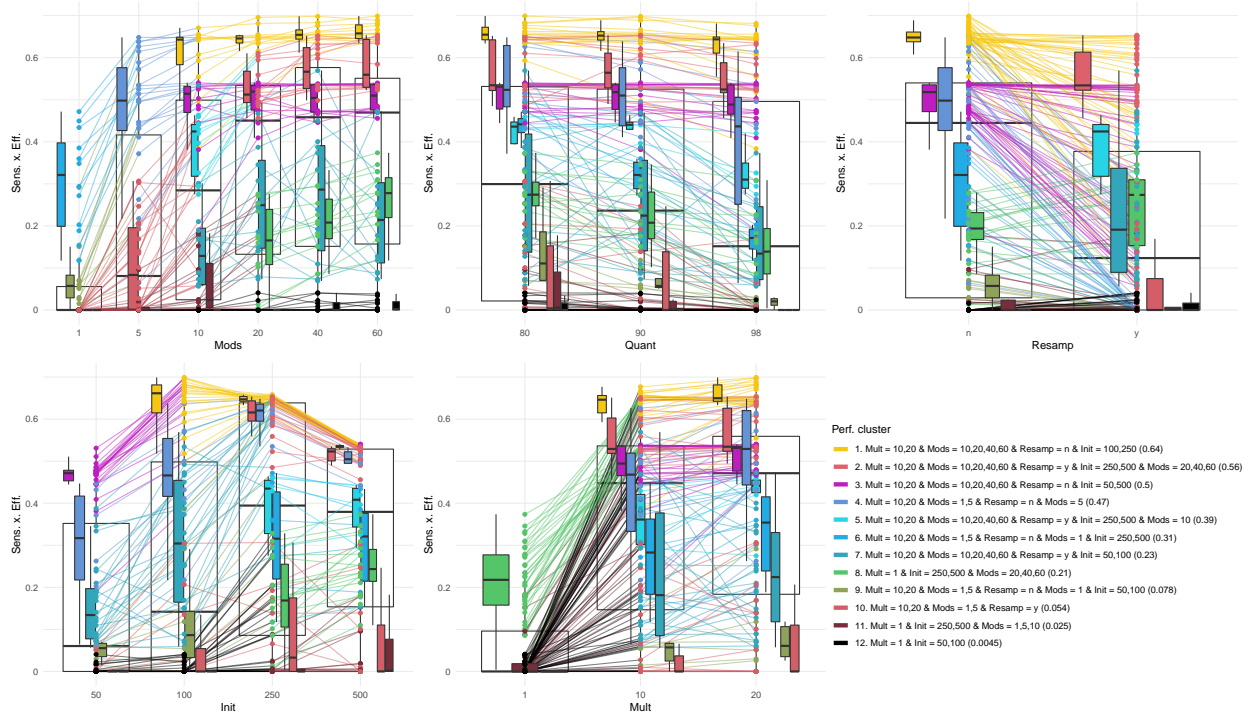 Sens. x. Eff.
0.6
0.4
0.2
0
1
5
10
20
40
60
Mods
Sens. x. Eff.
0.6
0.4
0.2
0
80
90
98
Quant
Sens. x. Eff.
0.6
0.4
0.2
0
n
y
Resamp
Sens. x. Eff.
0.6
0.4
0.2
0
50
100
250
500
Init
Sens. x. Eff.
0.6
0.4
0.2
0
1
10
20
Mult
Perf. cluster
1. Mult = 10,20 & Mods = 10,20,40,60 & Resamp = n & Init = 100,250 (0.64)
2. Mult = 10,20 & Mods = 10,20,40,60 & Resamp = y & Init = 250,500 & Mods = 20,40,60 (0.56)
3. Mult = 10,20 & Mods = 10,20,40,60 & Resamp = n & Init = 50,500 (0.5)
4. Mult = 10,20 & Mods = 1,5 & Resamp = n & Mods = 5 (0.47)
5. Mult = 10,20 & Mods = 10,20,40,60 & Resamp = y & Init = 250,500 & Mods = 10 (0.39)
6. Mult = 10,20 & Mods = 1,5 & Resamp = n & Mods = 1 & Init = 250,500 (0.31)
7. Mult = 10,20 & Mods = 10,20,40,60 & Resamp = y & Init = 50,100 (0.23)
8. Mult = 1 & Init = 250,500 & Mods = 20,40,60 (0.21)
9. Mult = 10,20 & Mods = 1,5 & Resamp = n & Mods = 1 & Init = 50,100 (0.078)
10. Mult = 10,20 & Mods = 1,5 & Resamp = y (0.054)
11. Mult = 1 & Init = 250,500 & Mods = 1,5,10 (0.025)
12. Mult = 1 & Init = 50,100 (0.0045)